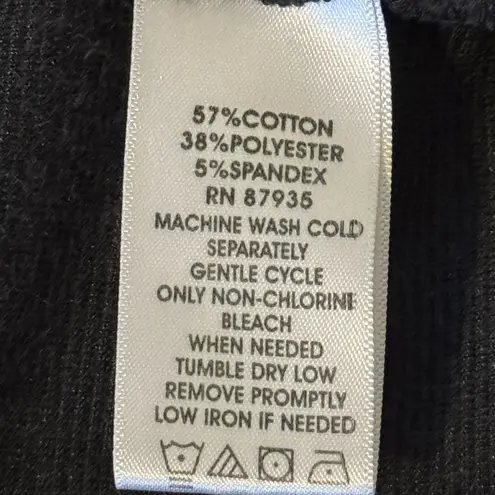 57%COTTON
38%POLYESTER
5%SPANDEX
RN 87935
MACHINE WASH COLD
SEPARATELY
GENTLE CYCLE
ONLY NON-CHLORINE
BLEACH
WHEN NEEDED
TUMBLE DRY LOW
REMOVE PROMPTLY
LOW IRON IF NEEDED